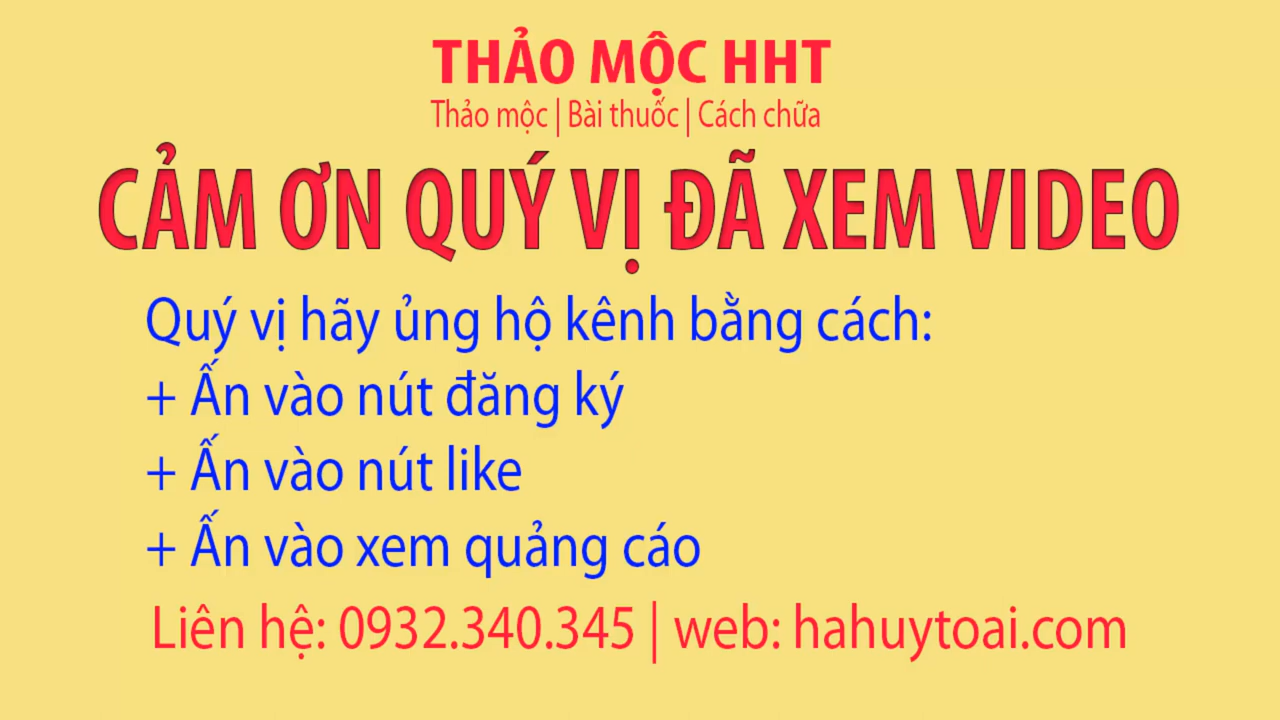 THẢO MỘC HHT
Thảo mộc | Bài thuốc | Cách chữa
CẢM ƠN QUÝ VỊ ĐÃ XEM VIDEO
Quý vị hãy ủng hộ kênh bằng cách:
+ Ấn vào nút đăng ký
+ Ấn vào nút like
+ Ấn vào xem quảng cáo
Liên hệ: 0932.340.345 | web: hahuytoai.com